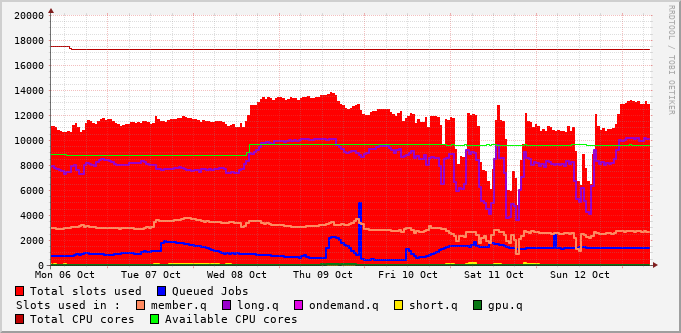 20000
18000
16000
14000
12000
10000
8000
6000
4000
2000
0
Mon 06 Oct Tue 07 Oct Wed 08 Oct Thu 09 Oct Fri 10 Oct Sat 11 Oct Sun 12 Oct
RRDTOOL / TOBI OETIKER
Total slots used Queued Jobs
Slots used in : member.q long.q ondemand.q short.q gpu.q
Total CPU cores Available CPU cores